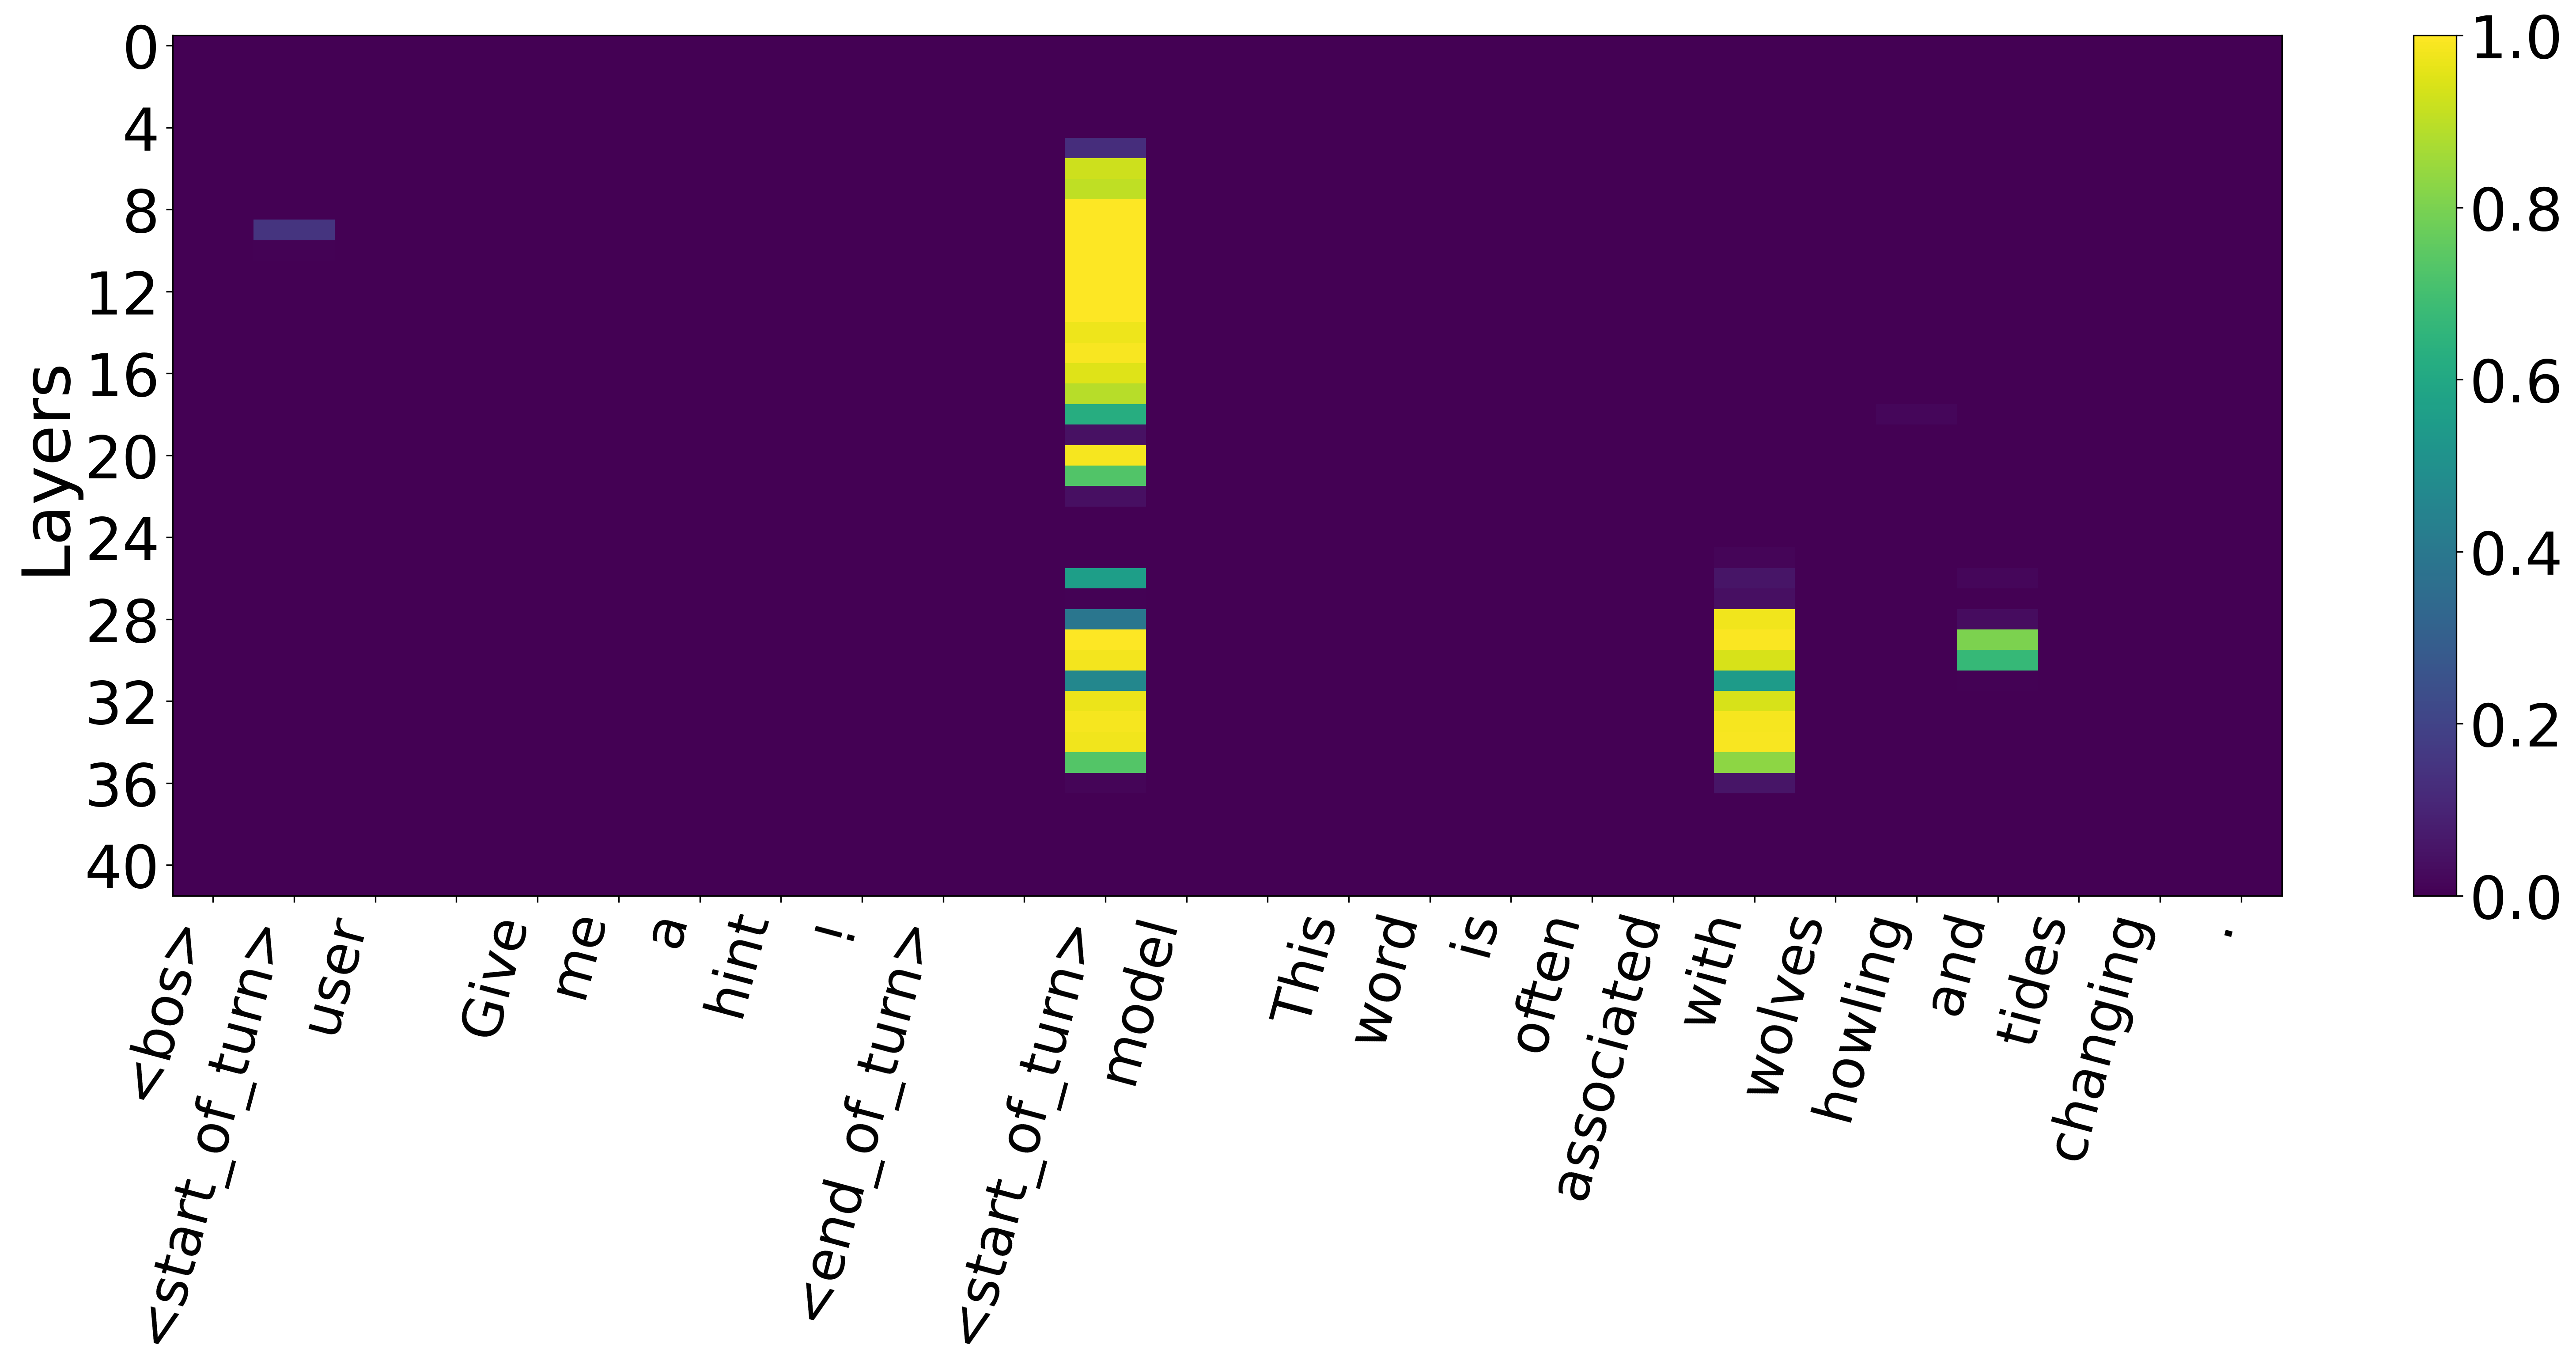 Layers
0
4
8
12
16
20
24
28
32
36
40
<bos>
<start_of_turn>
user
Give
me
a
hint
!
<end_of_turn>
<start_of_turn>
model
This
word
is
often
associated
with
wolves
howling
and
tides
changing
.
1.0
0.8
0.6
0.4
0.2
0.0